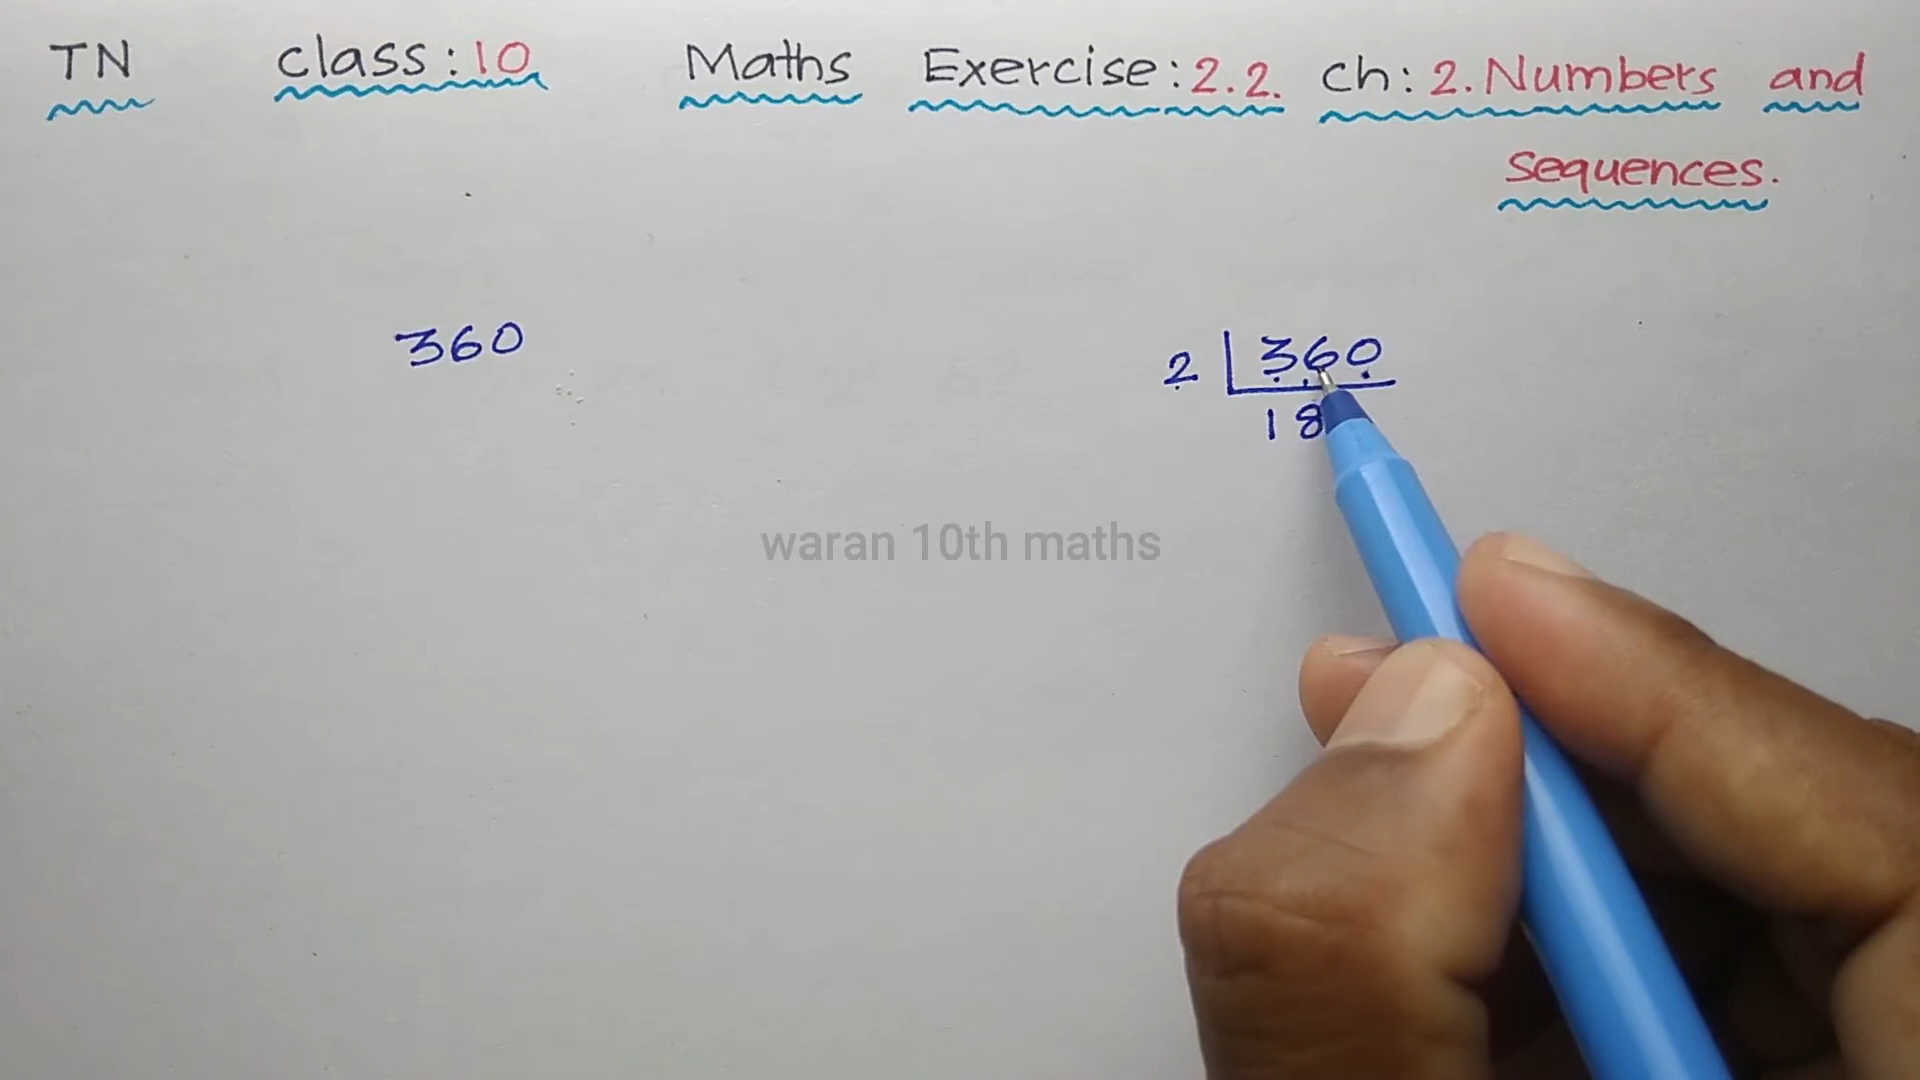 TN class:10 Maths Exercise:2.2. ch: 2. Numbers and
Sequences.
360
2 360
18
waran 10th maths